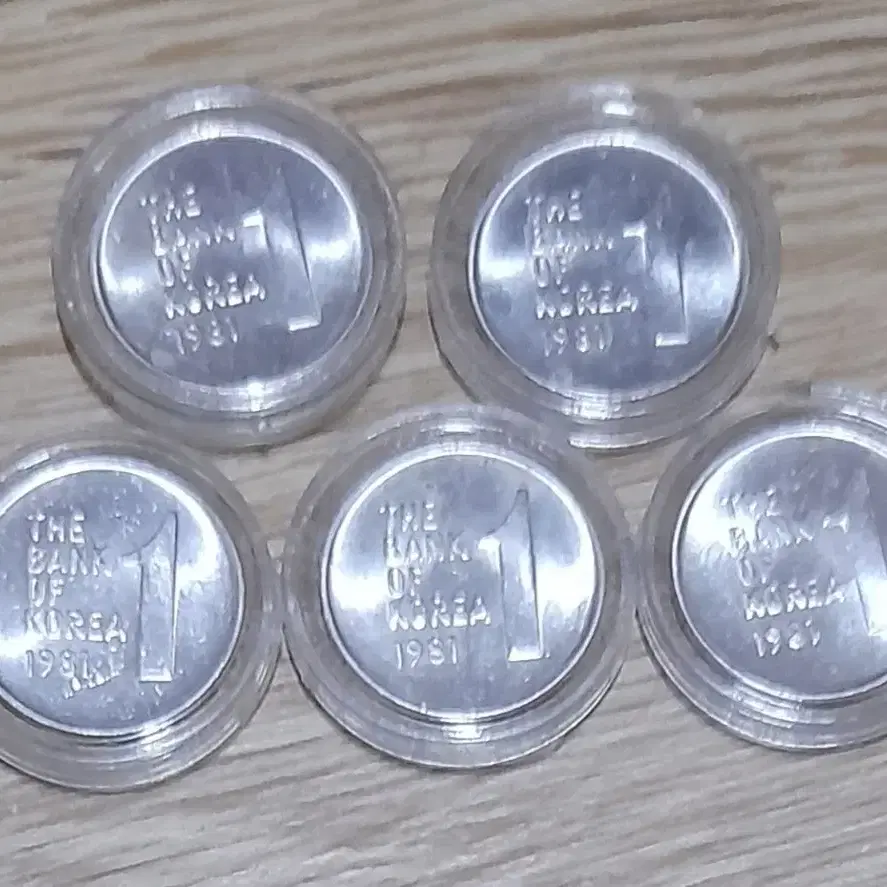 THE
BANK
OF
KOREA
1981
1
THE
BANK
OF
KOREA
1981
1
THE
BANK
OF
KOREA
1981
1
THE
BANK
OF
KOREA
1981
1
THE
BANK
OF
KOREA
1981
1